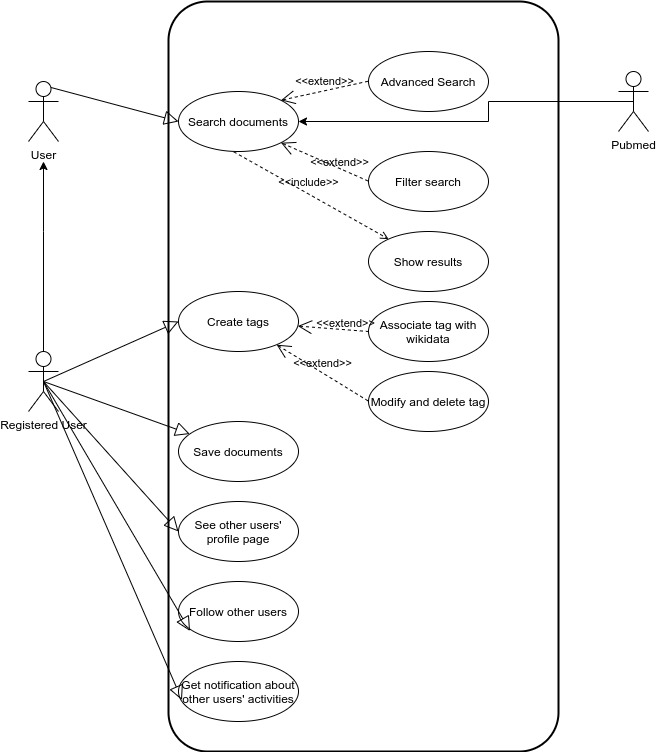 <<extend>>
Advanced Search
Search documents
User
Pubmed
<<extend>>
<<include>>
Filter search
Show results
Create tags
<<extend>>
Associate tag with
wikidata
<<extend>>
Modify and delete tag
Registered User
Save documents
See other users'
profile page
Follow other users
Get notification about
other users' activities